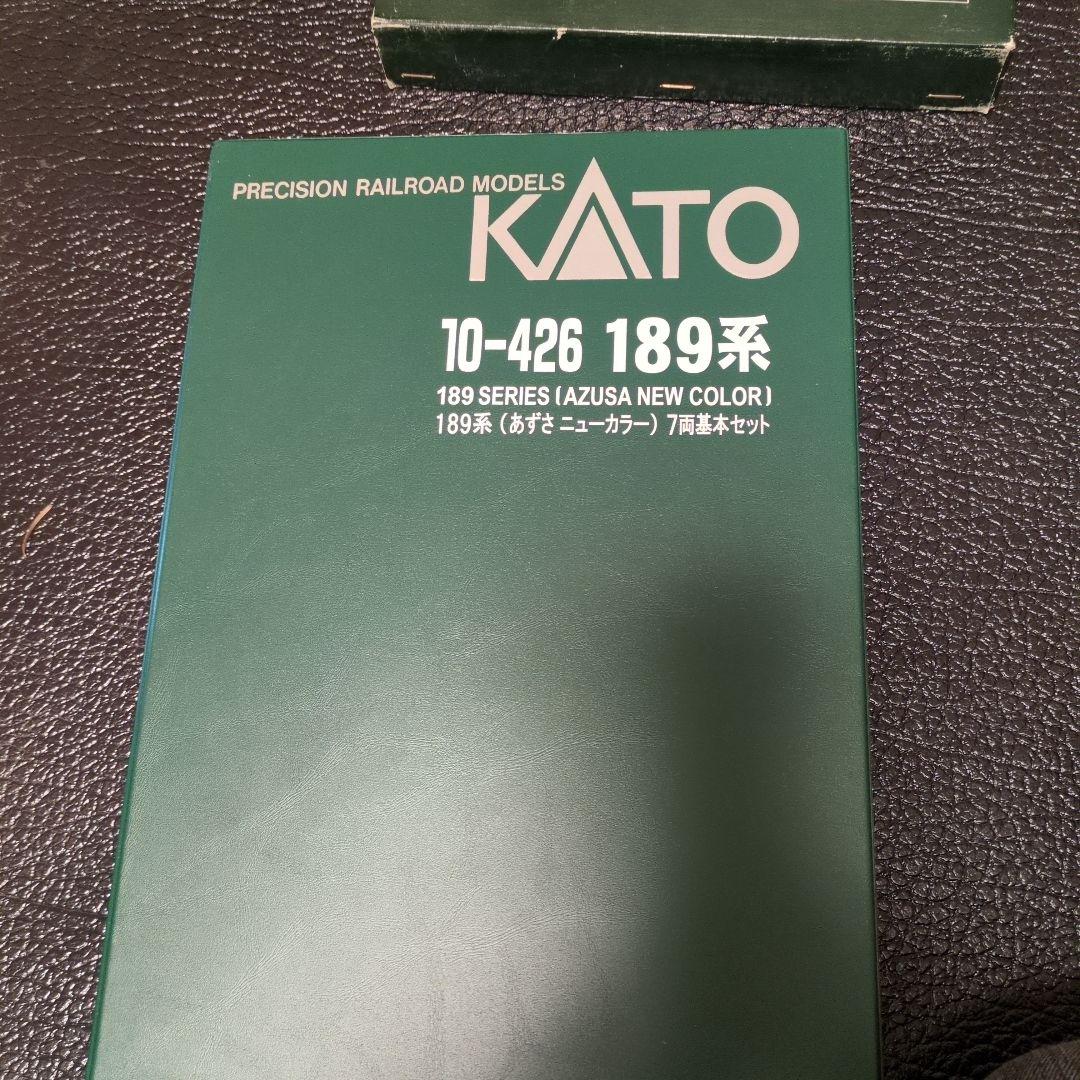 PRECISION RAILROAD MODELS
KATO
10-426 189系
189 SERIES (AZUSA NEW COLOR)
189系 (あずさ ニューカラー) 7両基本セット